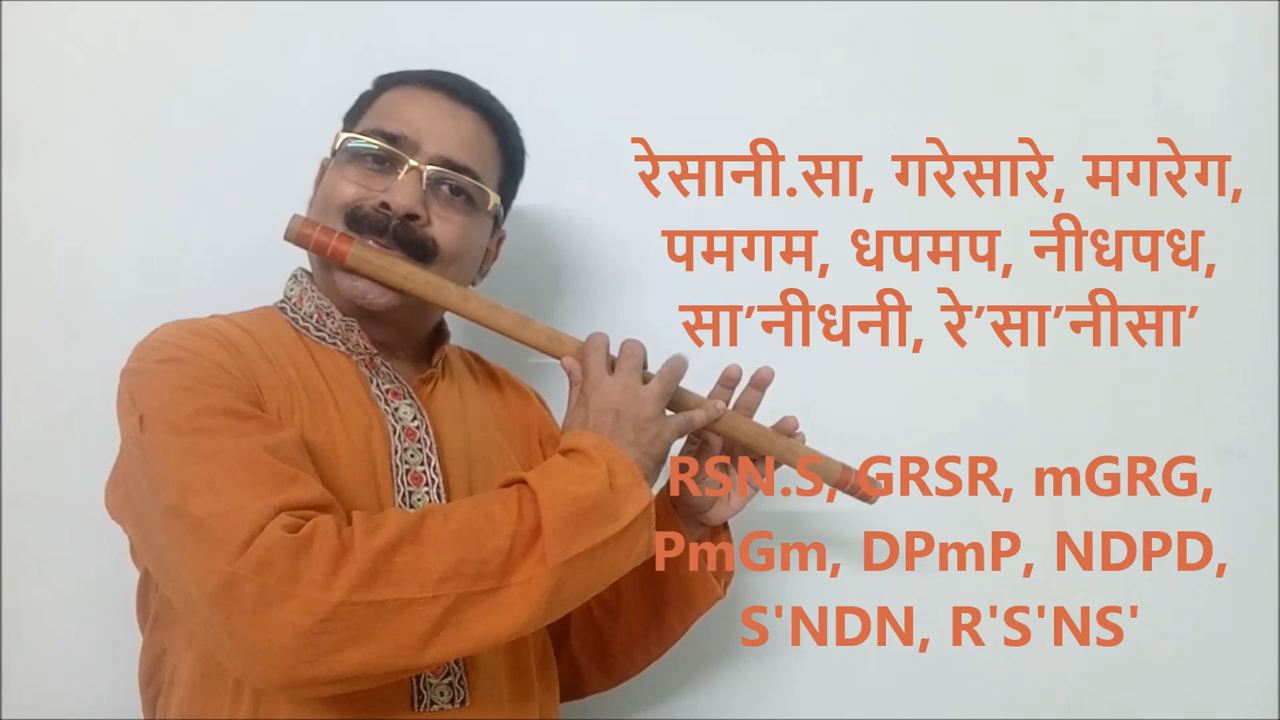 रेसानी.सा, गरेसारे, मगरेग,
पमगम, धपमप, नीधपध,
सा’नीधनी, रे’सा’नीसा’
RSN.S, GRSR, mGRG,
PmGm, DPmP, NDPD,
S'NDN, R'S'NS'